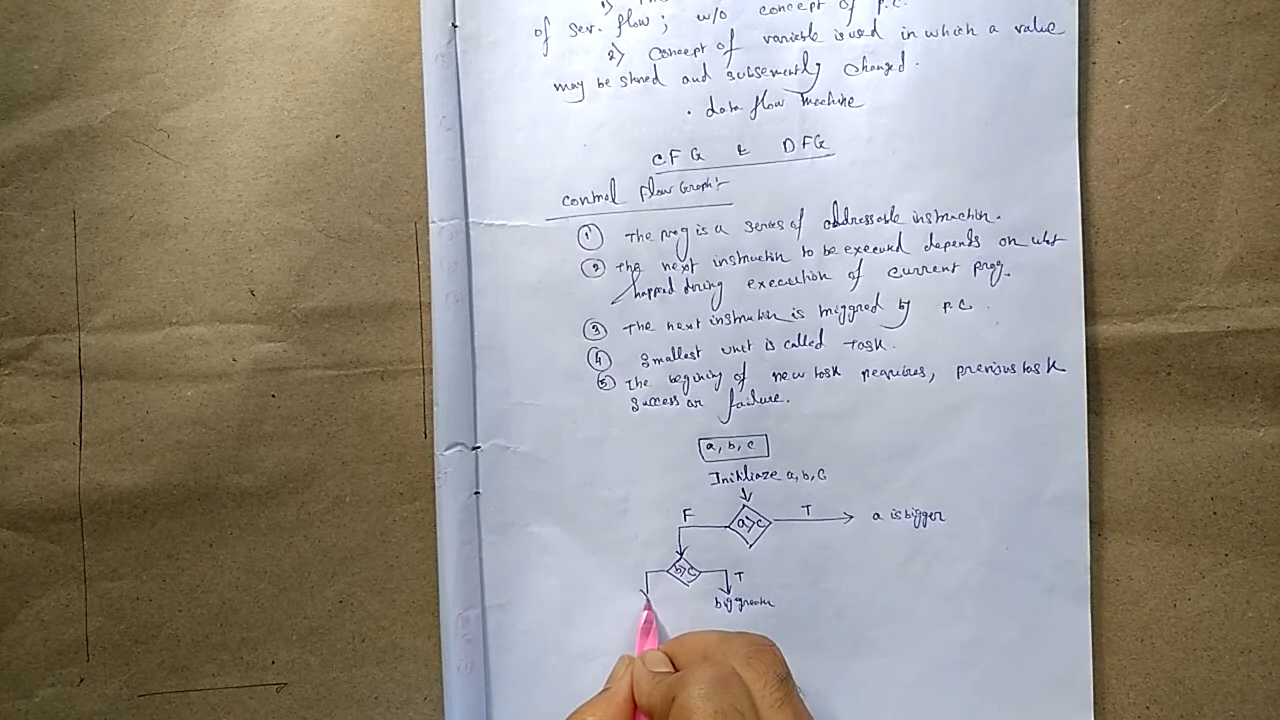 of ser. flow; w/o concept of p.c.
2) Concept of variable is used in which a value
may be stored and subsequently changed.
. data flow machine
CFG & DFG
Control Flow Graph:-
① The prog is a series of addressable instruction.
② The next instruction to be executed depends on what
happend during execution of current prog.
③ The next instruction is triggred by p.c.
④ Smallest unit is called task.
⑤ The begining of new task requires, previous task
success or failure.
a, b, c
Initiliaze a, b, c
F a>c T a is bigger
b>c T
b is greater